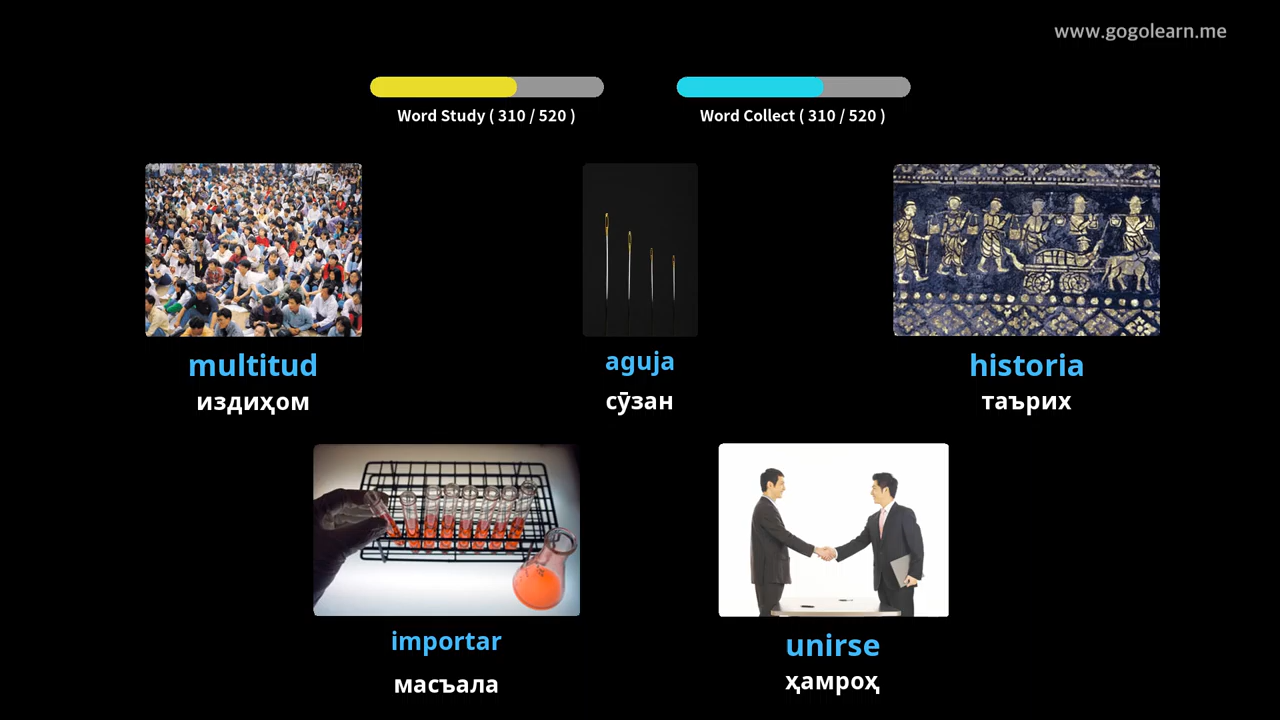 www.gogolearn.me
Word Study ( 310 / 520 )
Word Collect ( 310 / 520 )
multitud
издиҳом
aguja
сӯзан
historia
таърих
importar
масъала
unirse
ҳамроҳ